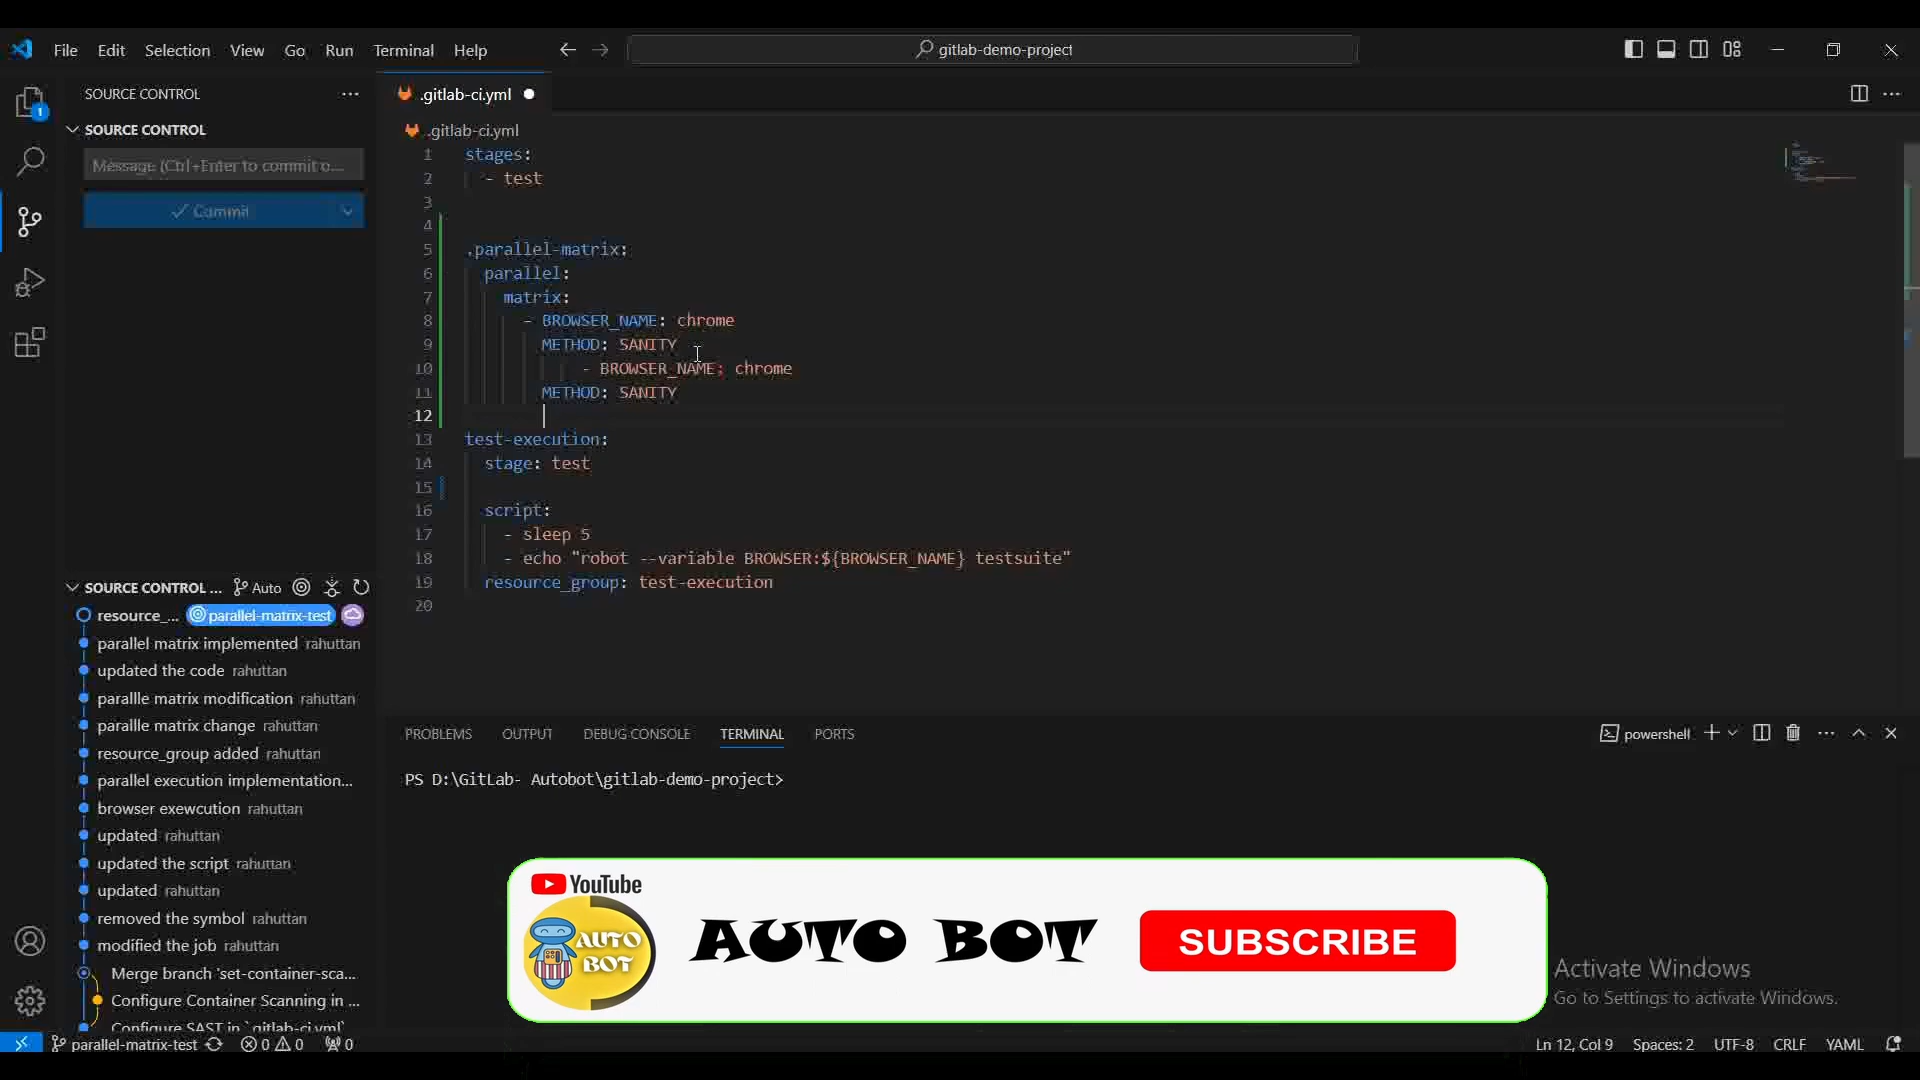 File Edit Selection View Go Run Terminal Help
gitlab-demo-project
1
SOURCE CONTROL
SOURCE CONTROL
Message (Ctrl+Enter to commit o...
Commit
.gitlab-ci.yml
.gitlab-ci.yml
1 stages:
2 - test
3
4
5 .parallel-matrix:
6 parallel:
7 matrix:
8 - BROWSER_NAME: chrome
9 METHOD: SANITY
10 - BROWSER_NAME: chrome
11 METHOD: SANITY
12
13 test-execution:
14 stage: test
15
16 script:
17 - sleep 5
18 - echo "robot --variable BROWSER:${BROWSER_NAME} testsuite"
19 resource_group: test-execution
20
SOURCE CONTROL ... Auto
resource_... parallel-matrix-test
parallel matrix implemented rahuttan
updated the code rahuttan
parallle matrix modification rahuttan
parallle matrix change rahuttan
resource_group added rahuttan
parallel execution implementation...
browser exewcution rahuttan
updated rahuttan
updated the script rahuttan
updated rahuttan
removed the symbol rahuttan
modified the job rahuttan
Merge branch 'set-container-sca...
Configure Container Scanning in ...
Configure SAST in `.gitlab-ci.yml`
PROBLEMS OUTPUT DEBUG CONSOLE TERMINAL PORTS
powershell
PS D:\GitLab- Autobot\gitlab-demo-project>
YouTube
AUTO BOT
AUTO BOT
SUBSCRIBE
Activate Windows
Go to Settings to activate Windows.
parallel-matrix-test 0 0 0
Ln 12, Col 9 Spaces: 2 UTF-8 CRLF YAML